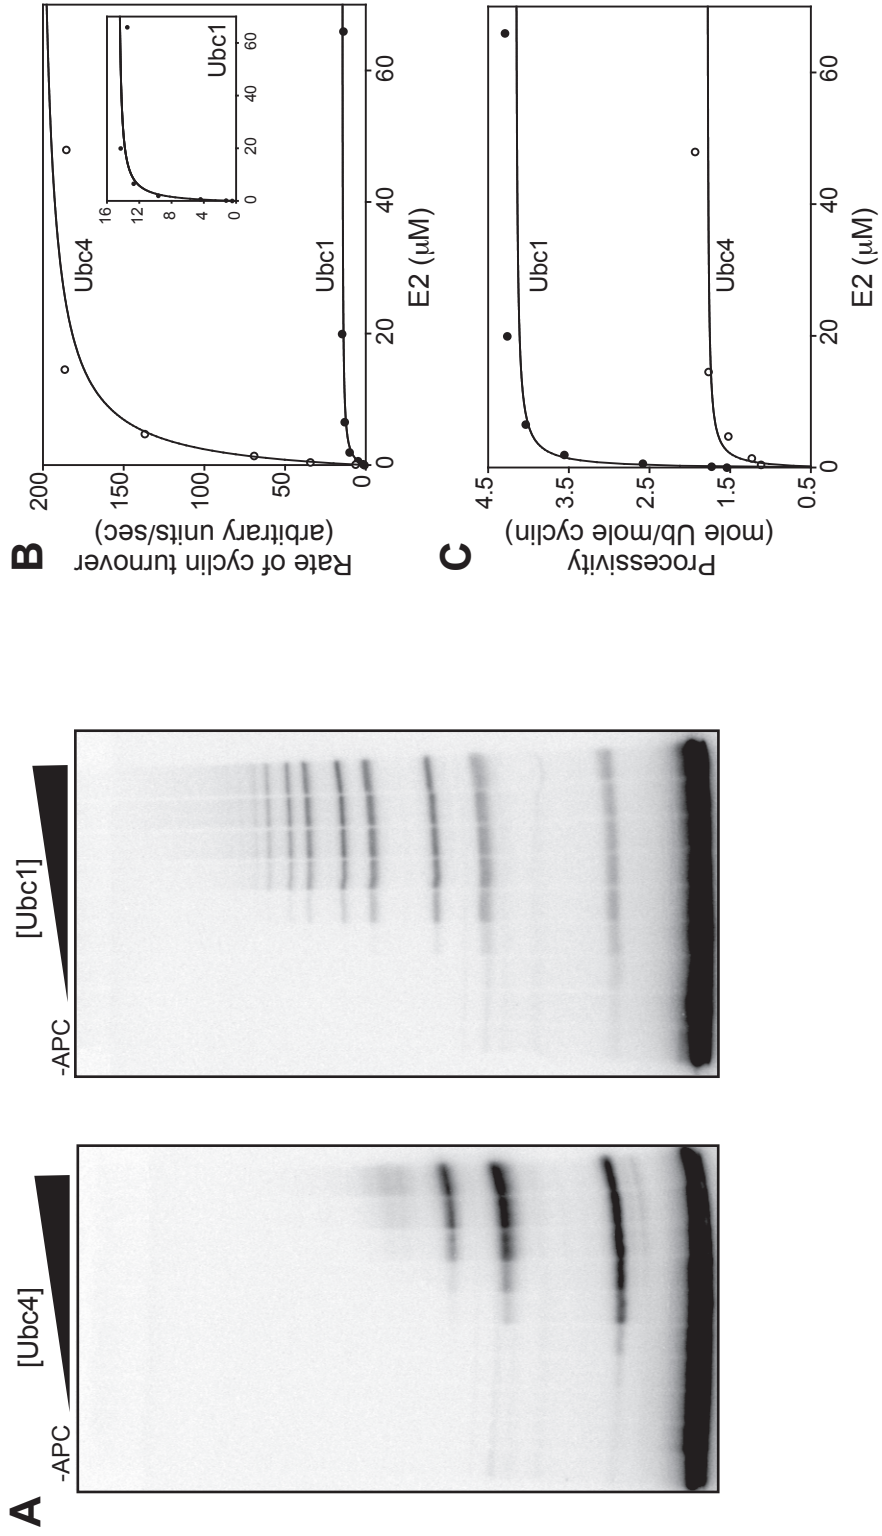 A
[Ubc4]
-APC
[Ubc1]
-APC
B
Rate of cyclin turnover
(arbitrary units/sec)
200
150
100
50
0
0
20
40
60
E2 (μM)
Ubc4
Ubc1
16
12
8
4
0
0
20
40
60
Ubc1
C
Processivity
(mole Ub/mole cyclin)
4.5
3.5
2.5
1.5
0.5
0
20
40
60
E2 (μM)
Ubc1
Ubc4